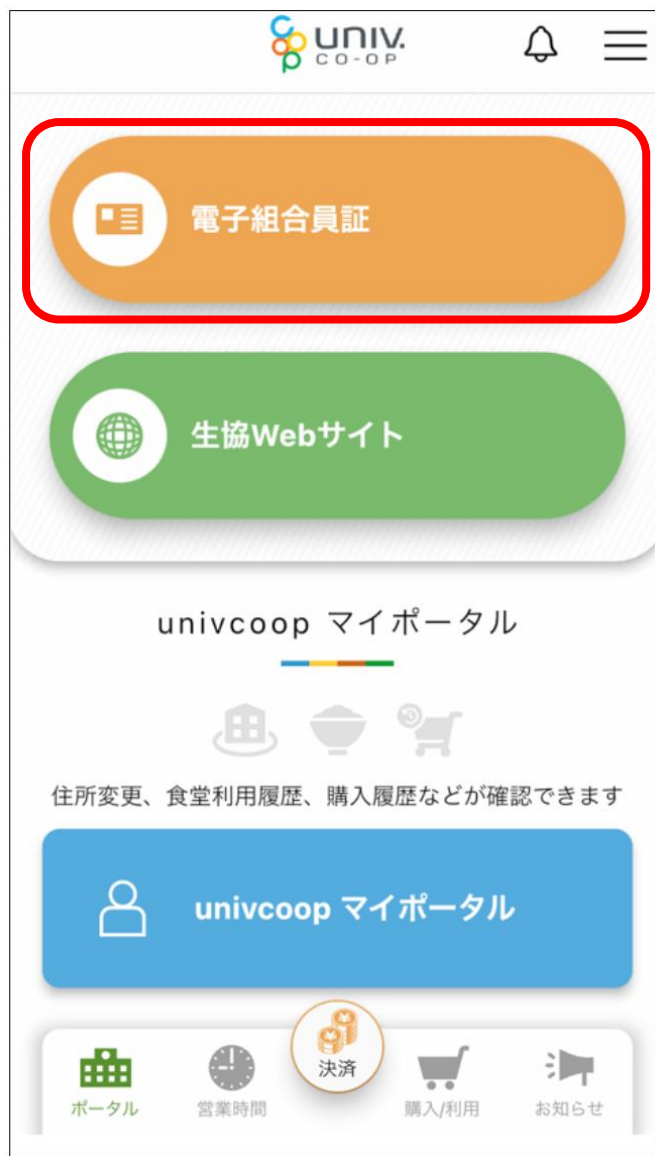 univ.
CO-OP
電子組合員証
生協Webサイト
univcoop マイポータル
住所変更、食堂利用履歴、購入履歴などが確認できます
univcoop マイポータル
決済
ポータル
営業時間
購入/利用
お知らせ